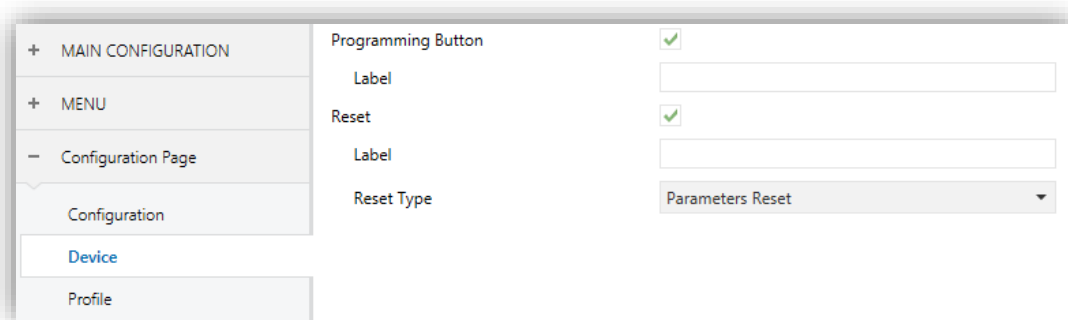 MAIN CONFIGURATION
MENU
Configuration Page
Configuration
Device
Profile
Programming Button
Label
Reset
Label
Reset Type
Parameters Reset